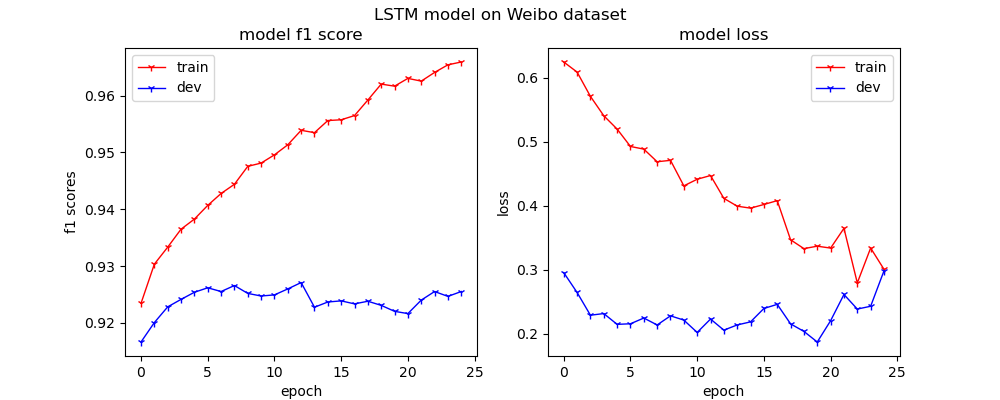 LSTM model on Weibo dataset
model f1 score
train
dev
0.96
0.95
0.94
0.93
0.92
f1 scores
0 5 10 15 20 25
epoch
model loss
train
dev
0.6
0.5
0.4
0.3
0.2
loss
0 5 10 15 20 25
epoch